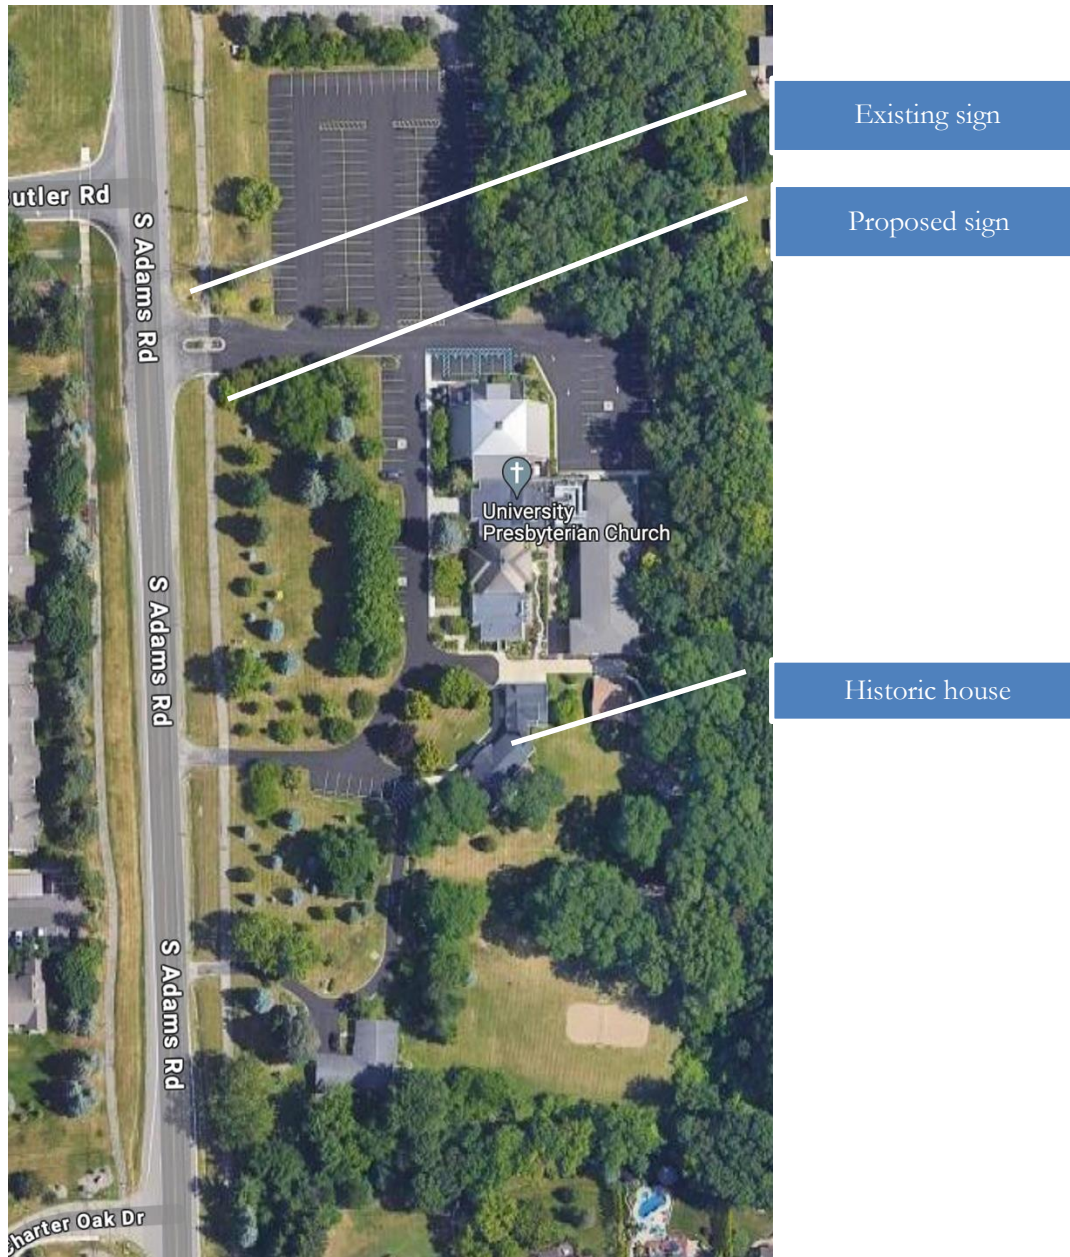 Existing sign
Proposed sign
utler Rd
S Adams Rd
University
Presbyterian Church
S Adams Rd
Historic house
S Adams Rd
harter Oak Dr